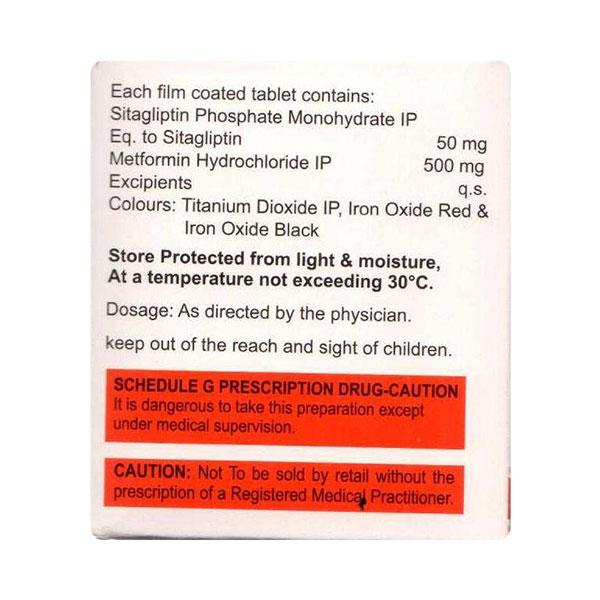 Each film coated tablet contains:
Sitagliptin Phosphate Monohydrate IP
Eq. to Sitagliptin 50 mg
Metformin Hydrochloride IP 500 mg
Excipients q.s.
Colours: Titanium Dioxide IP, Iron Oxide Red &
Iron Oxide Black
Store Protected from light & moisture,
At a temperature not exceeding 30°C.
Dosage: As directed by the physician.
keep out of the reach and sight of children.
SCHEDULE G PRESCRIPTION DRUG-CAUTION
It is dangerous to take this preparation except
under medical supervision.
CAUTION: Not To be sold by retail without the
prescription of a Registered Medical Practitioner.